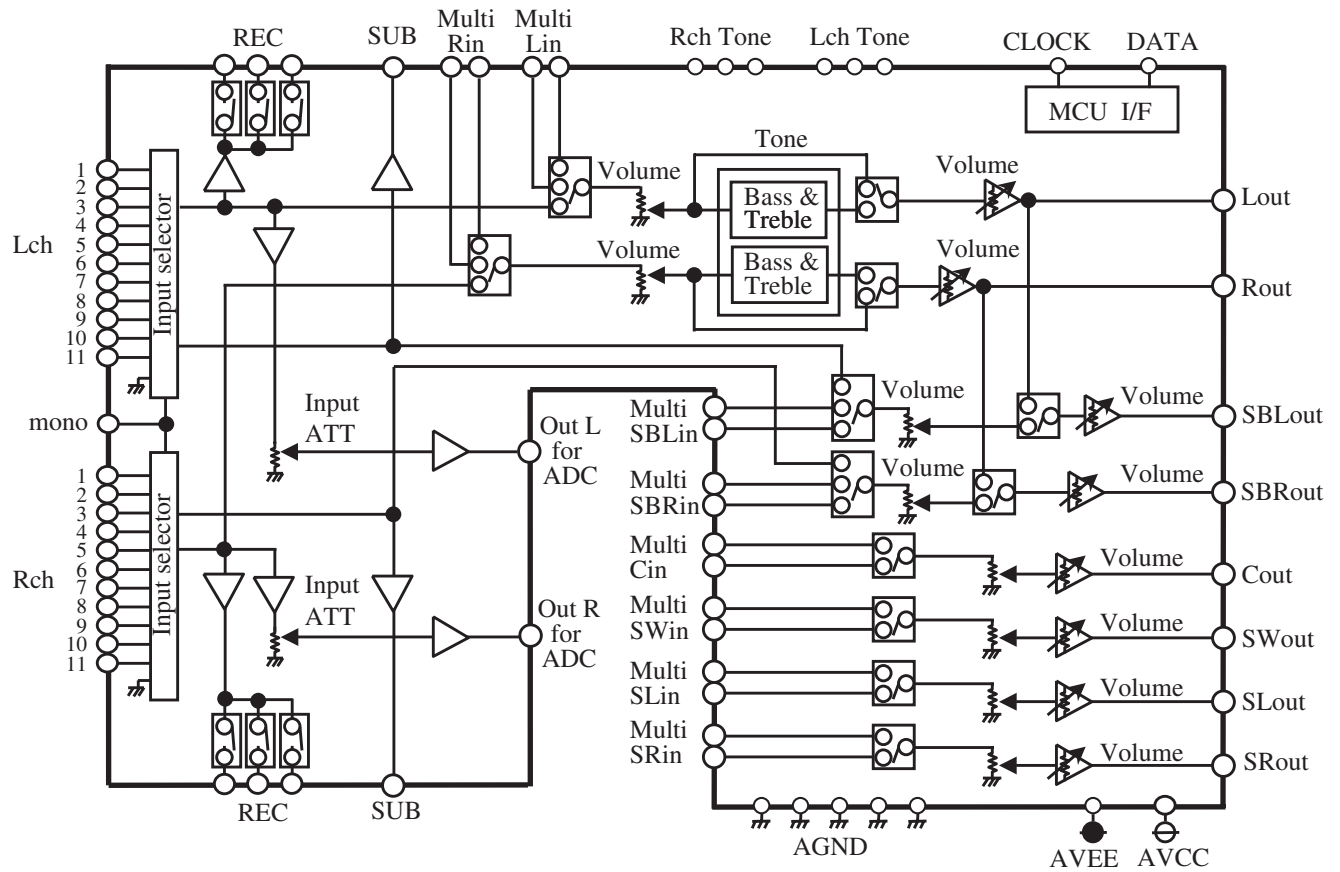 REC
SUB
Multi
Rin
Multi
Lin
Rch Tone
Lch Tone
CLOCK
DATA
MCU I/F
Lch
1
2
3
4
5
6
7
8
9
10
11
Input selector
mono
Rch
1
2
3
4
5
6
7
8
9
10
11
Input selector
Volume
Volume
Tone
Bass &
Treble
Bass &
Treble
Volume
Volume
Lout
Rout
Input
ATT
Out L
for
ADC
Input
ATT
Out R
for
ADC
Multi
SBLin
Volume
Volume
SBLout
Multi
SBRin
Volume
Volume
SBRout
Multi
Cin
Volume
Cout
Multi
SWin
Volume
SWout
Multi
SLin
Volume
SLout
Multi
SRin
Volume
SRout
REC
SUB
AGND
AVEE
AVCC